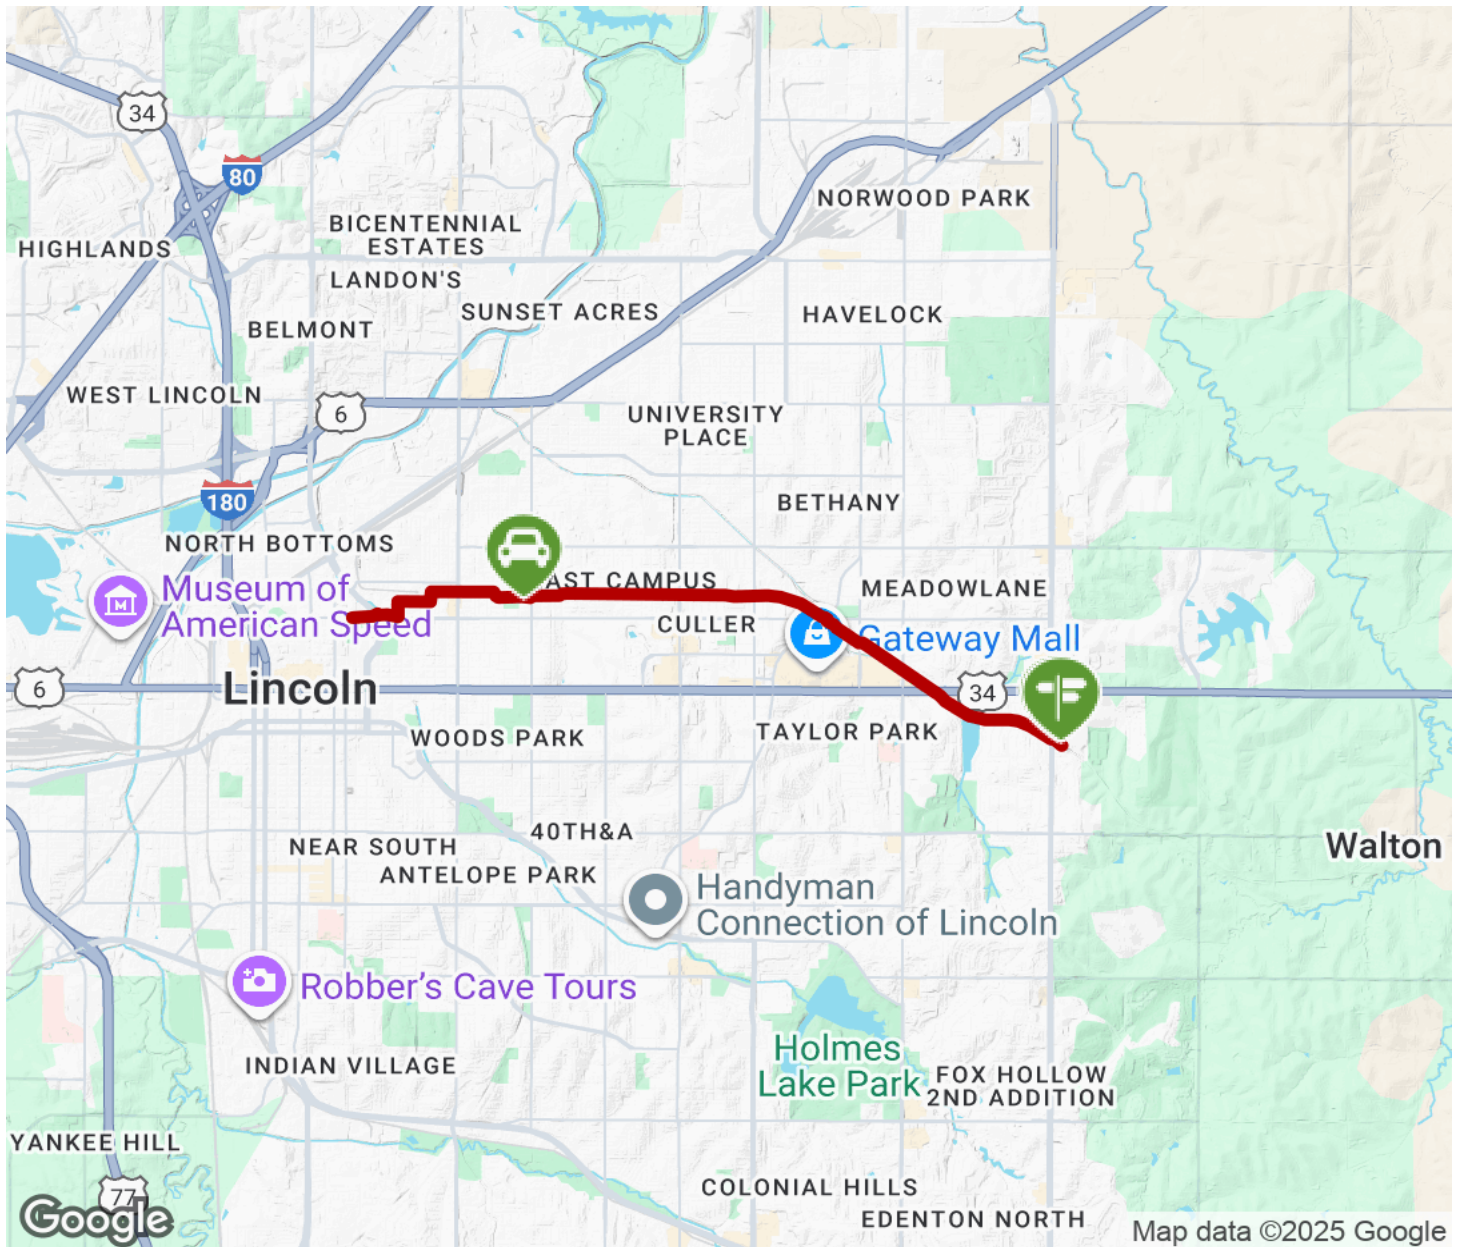 34
80
NORWOOD PARK
BICENTENNIAL
ESTATES
HIGHLANDS
LANDON'S
SUNSET ACRES
HAVELOCK
BELMONT
WEST LINCOLN
6
UNIVERSITY
PLACE
180
BETHANY
NORTH BOTTOMS
Museum of
American Speed
AST CAMPUS
MEADOWLANE
CULLER
Gateway Mall
6
Lincoln
34
WOODS PARK
TAYLOR PARK
40TH&A
NEAR SOUTH
ANTELOPE PARK
Walton
Handyman
Connection of Lincoln
Robber's Cave Tours
Holmes
Lake Park
INDIAN VILLAGE
FOX HOLLOW
2ND ADDITION
YANKEE HILL
77
COLONIAL HILLS
EDENTON NORTH
Google
Map data ©2025 Google